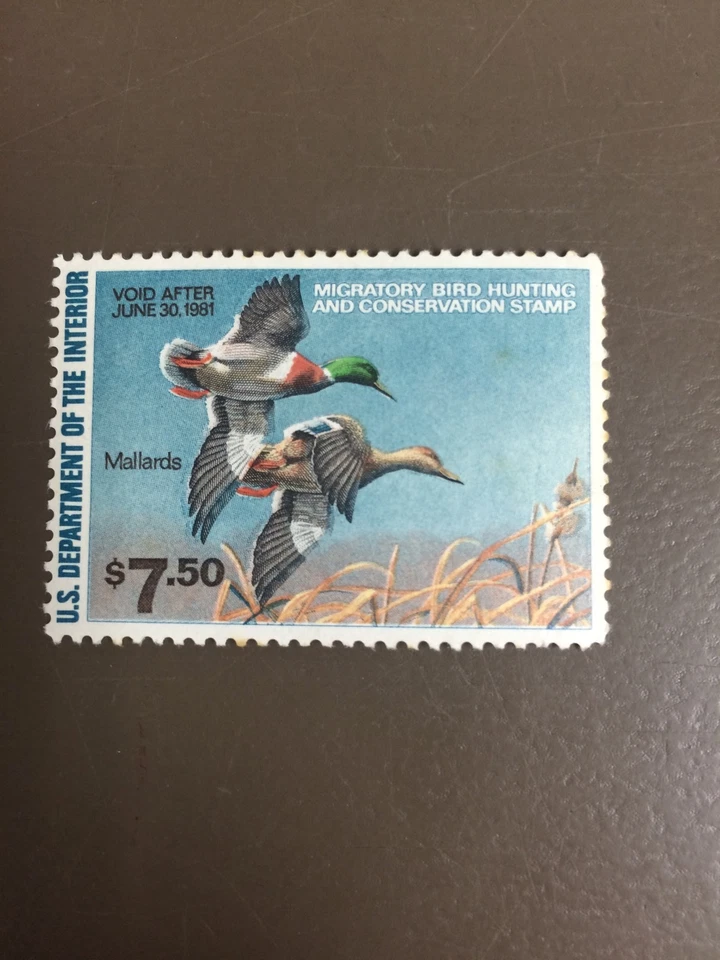 U.S. DEPARTMENT OF THE INTERIOR
VOID AFTER
JUNE 30, 1981
MIGRATORY BIRD HUNTING
AND CONSERVATION STAMP
Mallards
$7.50